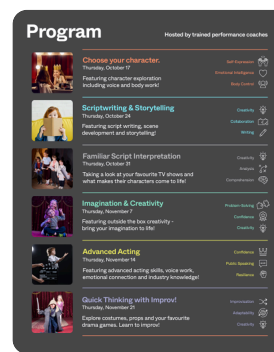 Program
Hosted by trained performance coaches
Choose your character.
Thursday, October 17
Featuring character exploration
including voice and body work!
Self-Expression
Emotional Intelligence
Body Control
Scriptwriting & Storytelling
Thursday, October 24
Featuring script writing, scene
development and storytelling!
Creativity
Collaboration
Writing
Familiar Script Interpretation
Thursday, October 31
Taking a look at your favourite TV shows and
what makes their characters come to life!
Creativity
Analysis
Comprehension
Imagination & Creativity
Thursday, November 7
Featuring outside the box creativity -
bring your imagination to life!
Problem Solving
Confidence
Creativity
Advanced Acting
Thursday, November 14
Featuring advanced acting skills, voice work,
emotional connection and industry knowledge!
Confidence
Public Speaking
Resilience
Quick Thinking with Improv!
Thursday, November 21
Explore costumes, props and your favourite
drama games. Learn to improv!
Improvisation
Adaptability
Creativity